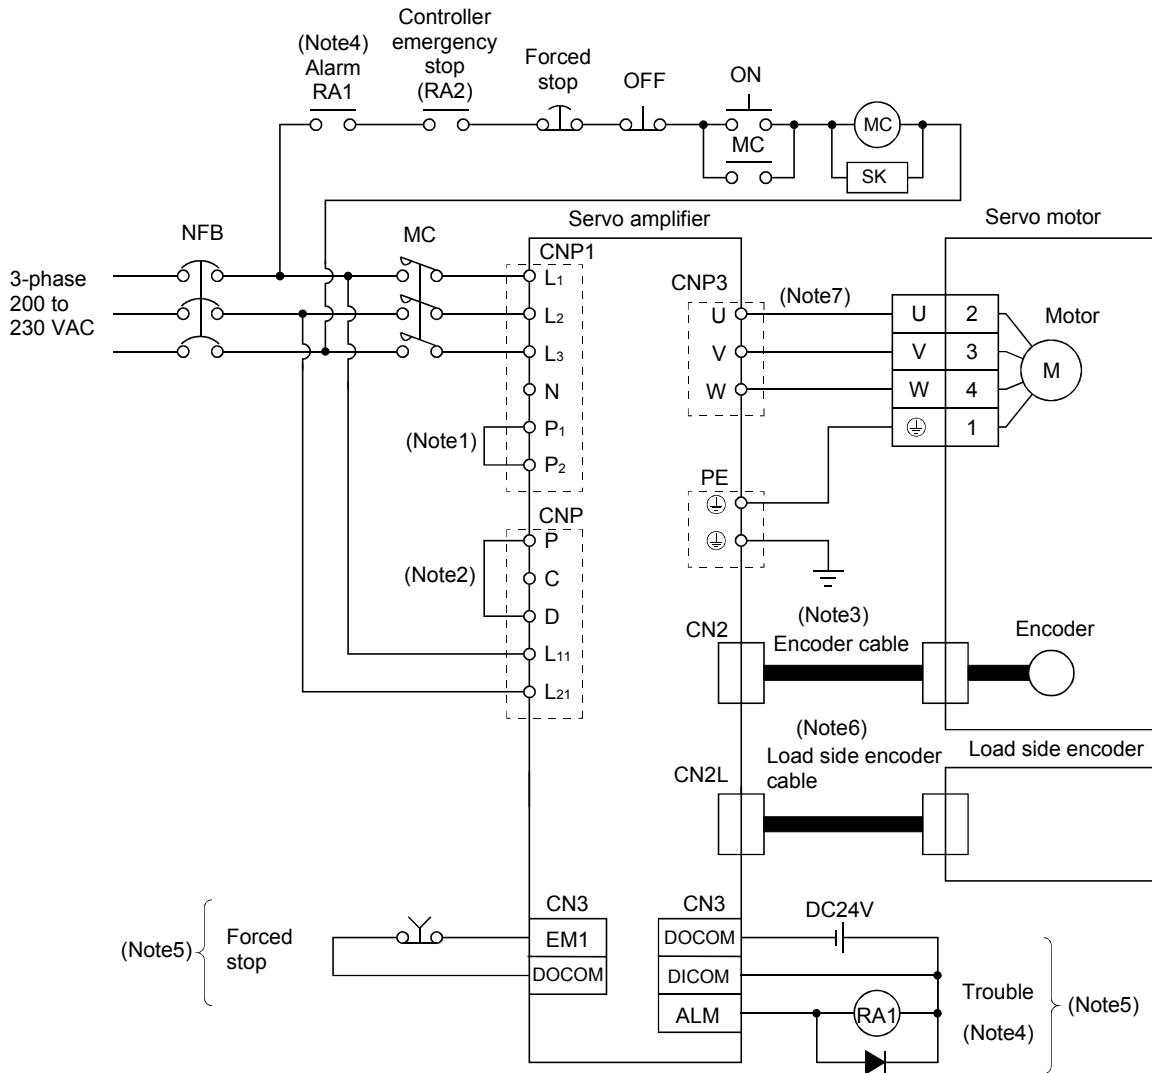 Controller
emergency
stop
(RA2)
(Note4)
Alarm
RA1
Forced
stop
OFF
ON
MC
MC
SK
Servo amplifier
Servo motor
NFB
MC
3-phase
200 to
230 VAC
CNP1
L1
L2
L3
N
P1
P2
(Note1)
CNP
P
C
D
L11
L21
(Note2)
CNP3
U
V
W
(Note7)
U 2
V 3
W 4
1
Motor
M
PE
CN2
(Note3)
Encoder cable
Encoder
CN2L
(Note6)
Load side encoder
cable
Load side encoder
(Note5)
Forced
stop
CN3
EM1
DOCOM
CN3
DOCOM
DICOM
ALM
DC24V
RA1
Trouble
(Note4)
(Note5)